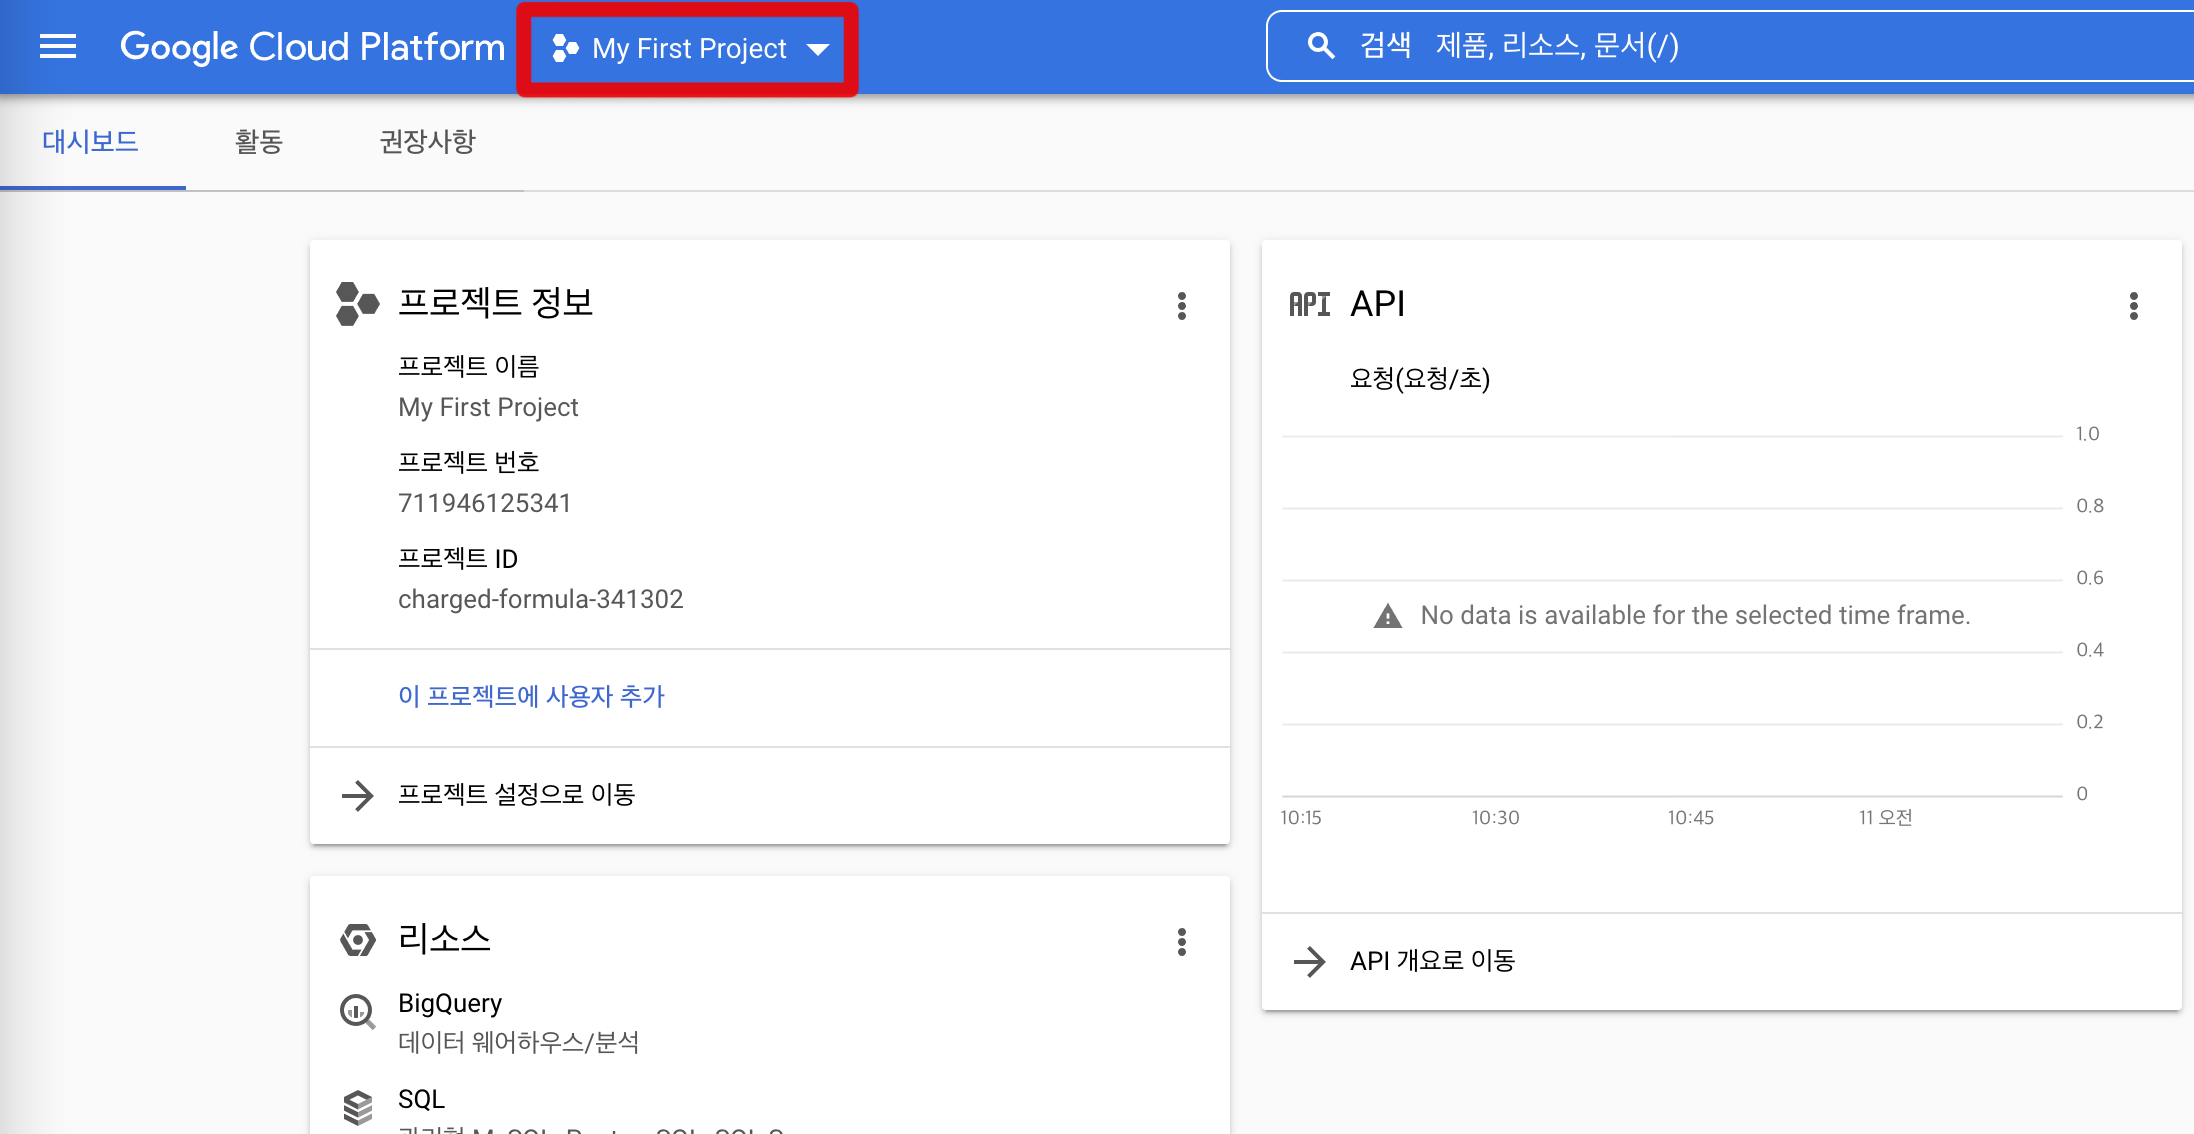 Google Cloud Platform
My First Project
검색 제품, 리소스, 문서(/)
대시보드 활동 권장사항
프로젝트 정보
프로젝트 이름
My First Project
프로젝트 번호
711946125341
프로젝트 ID
charged-formula-341302
이 프로젝트에 사용자 추가
프로젝트 설정으로 이동
리소스
BigQuery
데이터 웨어하우스/분석
SQL
API API
요청(요청/초)
1.0
0.8
0.6
No data is available for the selected time frame.
0.4
0.2
0
10:15 10:30 10:45 11 오전
API 개요로 이동